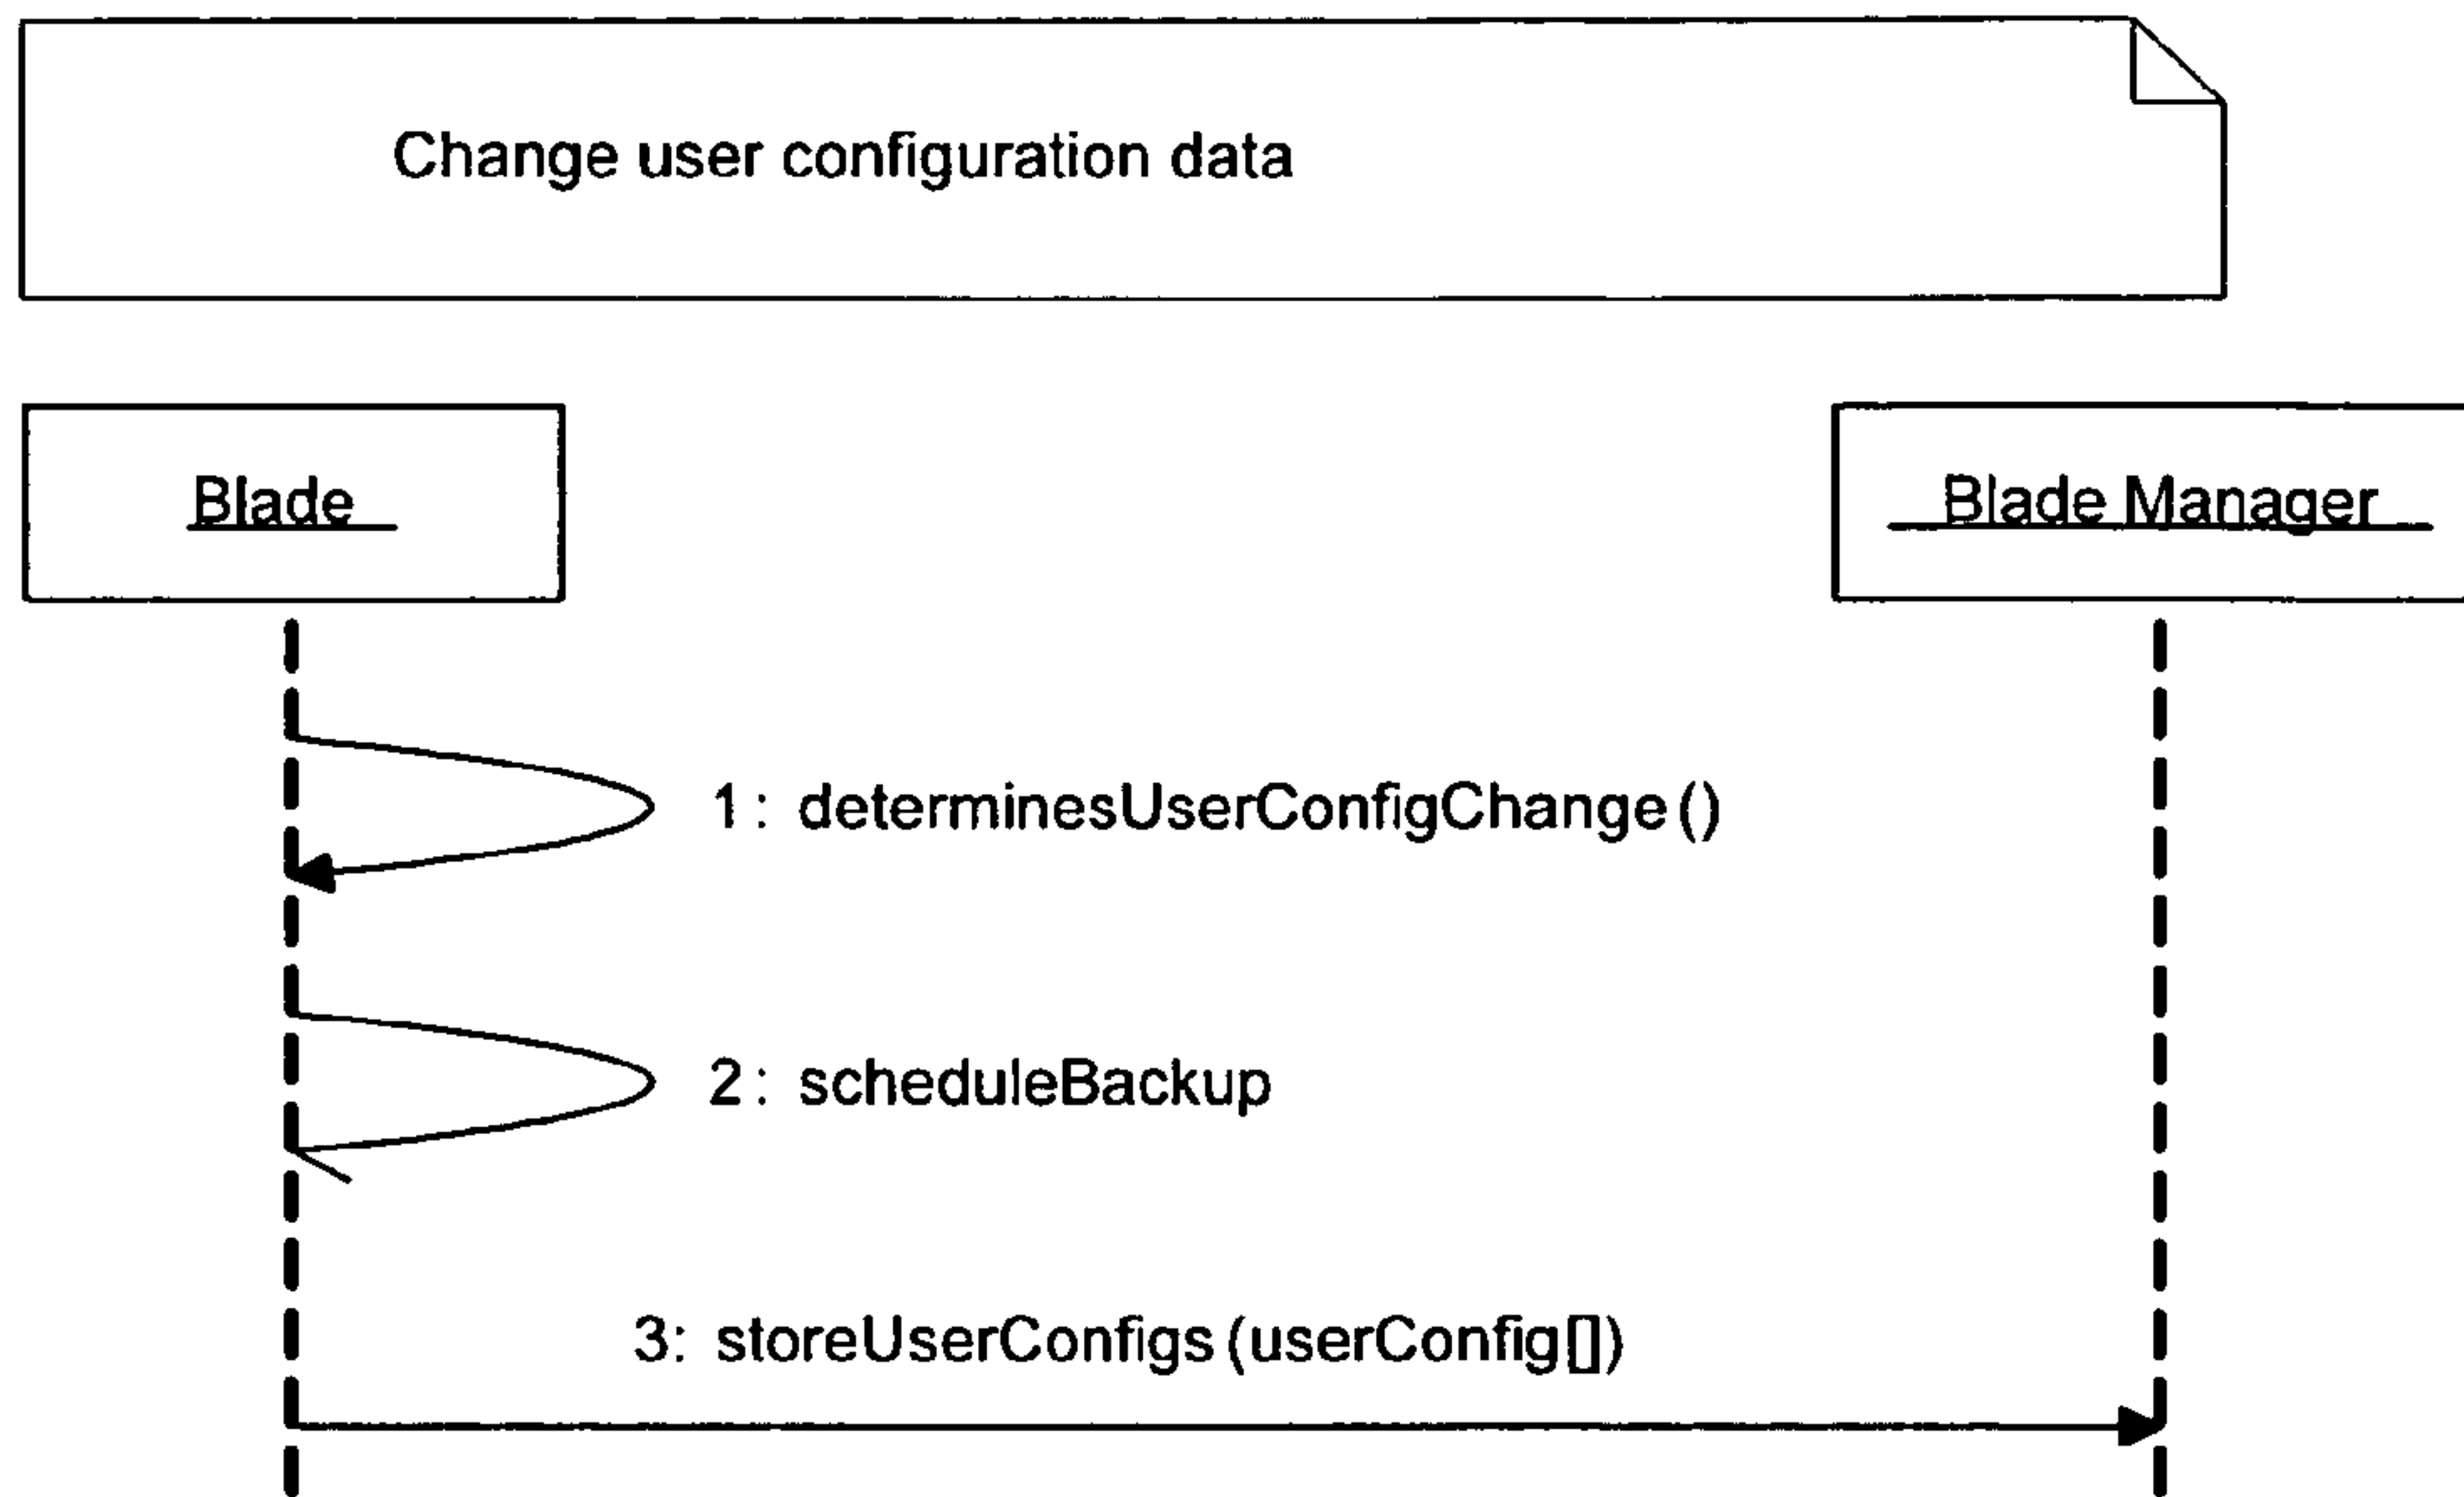 Change user configuration data
Blade
Blade Manager
1: determinesUserConfigChange()
2: scheduleBackup
3: storeUserConfigs(userConfig[])